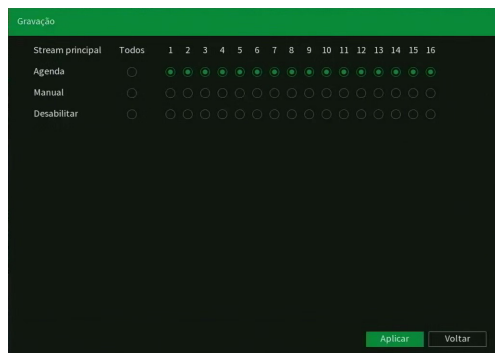 Gravação
Stream principal Todos 1 2 3 4 5 6 7 8 9 10 11 12 13 14 15 16
Agenda
Manual
Desabilitar
Aplicar Voltar